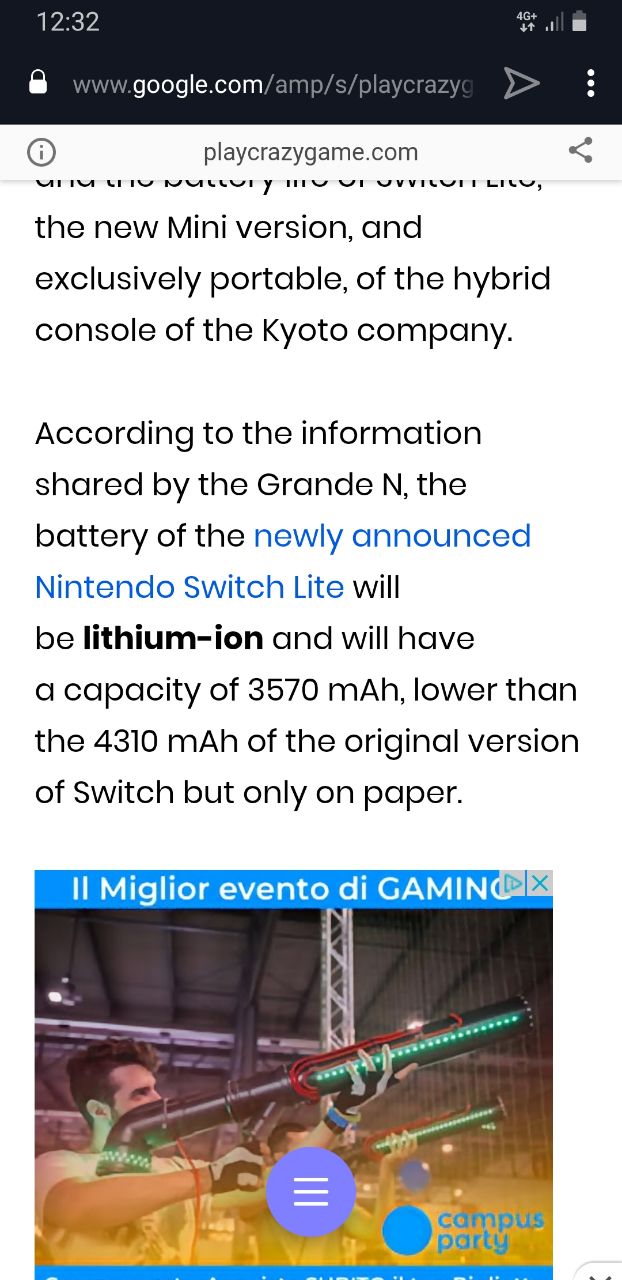 12:32
4G+
www.google.com/amp/s/playcrazyg
playcrazygame.com
and the battery life of Switch Lite,
the new Mini version, and
exclusively portable, of the hybrid
console of the Kyoto company.
According to the information
shared by the Grande N, the
battery of the newly announced
Nintendo Switch Lite will
be lithium-ion and will have
a capacity of 3570 mAh, lower than
the 4310 mAh of the original version
of Switch but only on paper.
Il Miglior evento di GAMING
campus
party